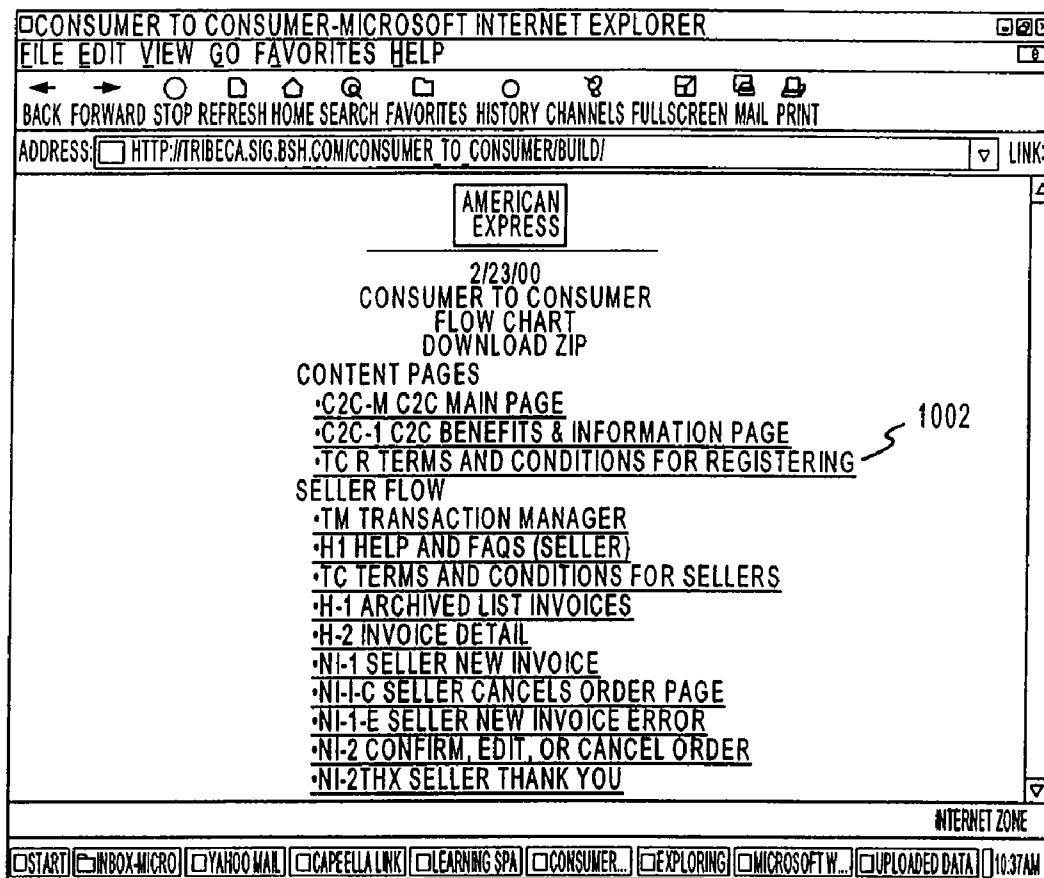 CONSUMER TO CONSUMER-MICROSOFT INTERNET EXPLORER
FILE EDIT VIEW GO FAVORITES HELP
BACK FORWARD STOP REFRESH HOME SEARCH FAVORITES HISTORY CHANNELS FULLSCREEN MAIL PRINT
ADDRESS: HTTP://TRIBECA.SIG.BSH.COM/CONSUMER_TO_CONSUMER/BUILD/ LINK:
AMERICAN
EXPRESS
2/23/00
CONSUMER TO CONSUMER
FLOW CHART
DOWNLOAD ZIP
CONTENT PAGES
•C2C-M C2C MAIN PAGE
•C2C-1 C2C BENEFITS & INFORMATION PAGE
•TC R TERMS AND CONDITIONS FOR REGISTERING
1002
SELLER FLOW
•TM TRANSACTION MANAGER
•H1 HELP AND FAQS (SELLER)
•TC TERMS AND CONDITIONS FOR SELLERS
•H-1 ARCHIVED LIST INVOICES
•H-2 INVOICE DETAIL
•NI-1 SELLER NEW INVOICE
•NI-I-C SELLER CANCELS ORDER PAGE
•NI-1-E SELLER NEW INVOICE ERROR
•NI-2 CONFIRM, EDIT, OR CANCEL ORDER
•NI-2THX SELLER THANK YOU
INTERNET ZONE
START INBOX-MICRO YAHOO MAIL CAPEELLA LINK LEARNING SPA CONSUMER... EXPLORING MICROSOFT W... UPLOADED DATA 10:37AM